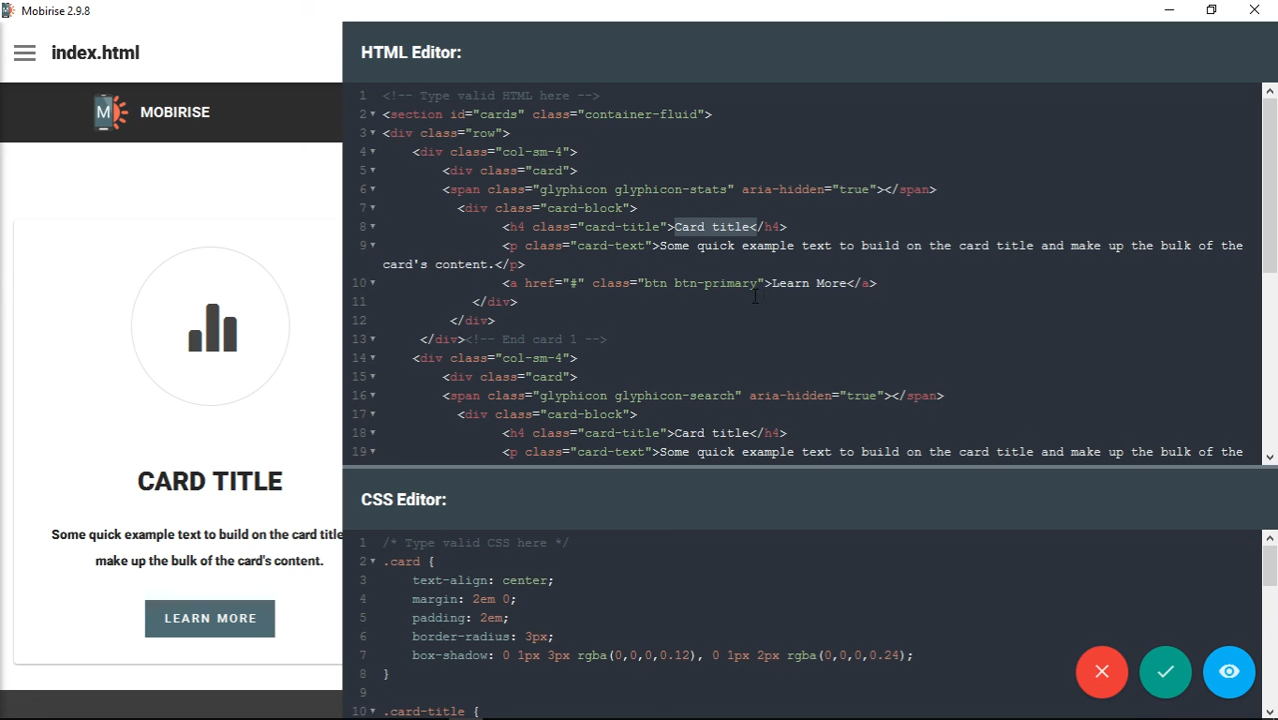 Mobirise 2.9.8
index.html
M MOBIRISE
CARD TITLE
Some quick example text to build on the card title
make up the bulk of the card's content.
LEARN MORE
HTML Editor:
1 <!-- Type valid HTML here -->
2 <section id="cards" class="container-fluid">
3 <div class="row">
4 <div class="col-sm-4">
5 <div class="card">
6 <span class="glyphicon glyphicon-stats" aria-hidden="true"></span>
7 <div class="card-block">
8 <h4 class="card-title">Card title</h4>
9 <p class="card-text">Some quick example text to build on the card title and make up the bulk of the
card's content.</p>
10 <a href="#" class="btn btn-primary">Learn More</a>
11 </div>
12 </div>
13 </div><!-- End card 1 -->
14 <div class="col-sm-4">
15 <div class="card">
16 <span class="glyphicon glyphicon-search" aria-hidden="true"></span>
17 <div class="card-block">
18 <h4 class="card-title">Card title</h4>
19 <p class="card-text">Some quick example text to build on the card title and make up the bulk of the
CSS Editor:
1 /* Type valid CSS here */
2 .card {
3 text-align: center;
4 margin: 2em 0;
5 padding: 2em;
6 border-radius: 3px;
7 box-shadow: 0 1px 3px rgba(0,0,0,0.12), 0 1px 2px rgba(0,0,0,0.24);
8 }
9
10 .card-title {